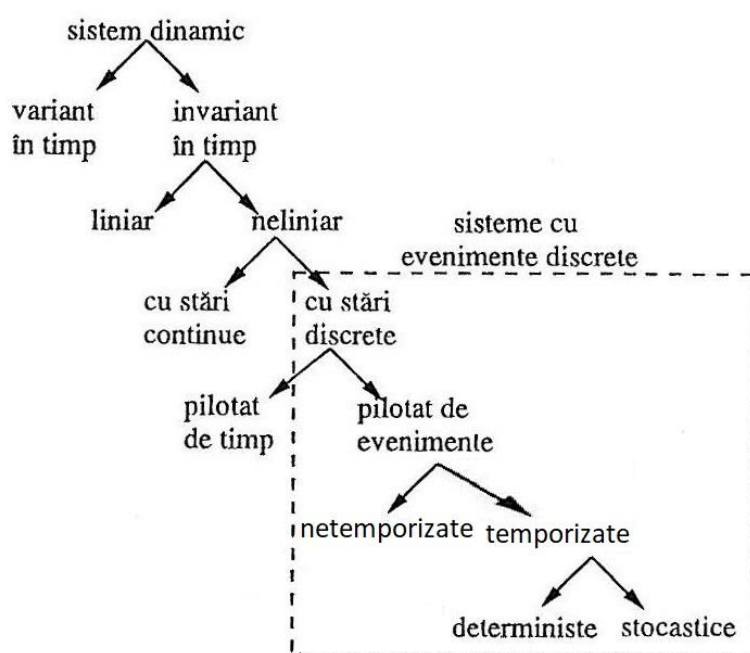 sistem dinamic
variant
în timp
invariant
în timp
liniar
neliniar
sisteme cu
evenimente discrete
cu stări
continue
cu stări
discrete
pilotat
de timp
pilotat de
evenimente
netemporizate
temporizate
deterministe
stocastice